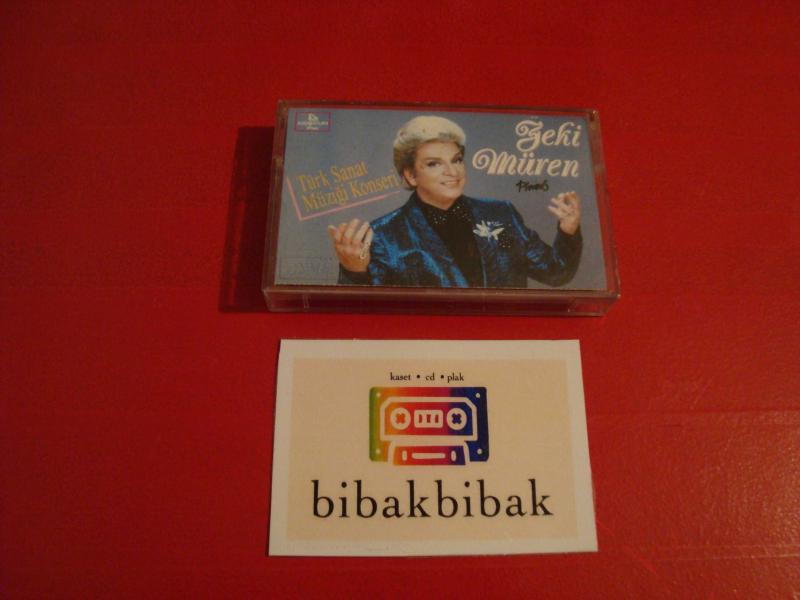 Zeki
Müren
Türk Sanat
Müziği Konseri
kaset • cd • plak
bibakbibak